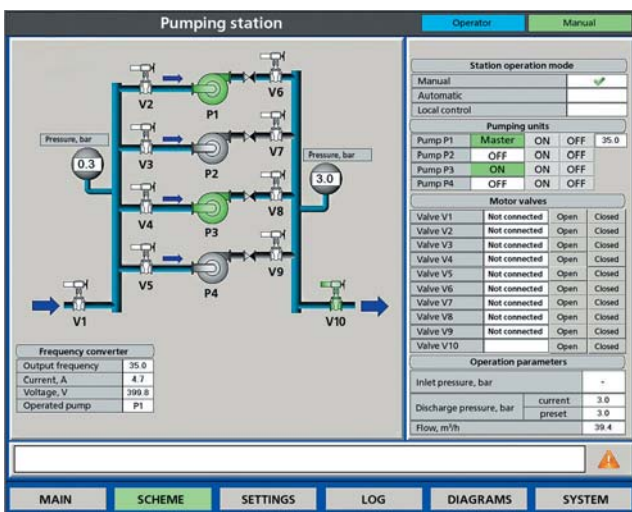 Pumping station
Operator
Manual
V2
P1
V6
V3
P2
V7
V4
P3
V8
V5
P4
V9
V1
V10
Pressure, bar
0.3
Pressure, bar
3.0
Frequency converter
Output frequency 35.0
Current, A 4.7
Voltage, V 399.8
Operated pump P1
Station operation mode
Manual
Automatic
Local control
Pumping units
Pump P1 Master ON OFF 35.0
Pump P2 OFF ON OFF
Pump P3 ON ON OFF
Pump P4 OFF ON OFF
Motor valves
Valve V1 Not connected Open Closed
Valve V2 Not connected Open Closed
Valve V3 Not connected Open Closed
Valve V4 Not connected Open Closed
Valve V5 Not connected Open Closed
Valve V6 Not connected Open Closed
Valve V7 Not connected Open Closed
Valve V8 Not connected Open Closed
Valve V9 Not connected Open Closed
Valve V10 Open Closed
Operation parameters
Inlet pressure, bar -
Discharge pressure, bar current 3.0
preset 3.0
Flow, m³/h 39.4
MAIN SCHEME SETTINGS LOG DIAGRAMS SYSTEM